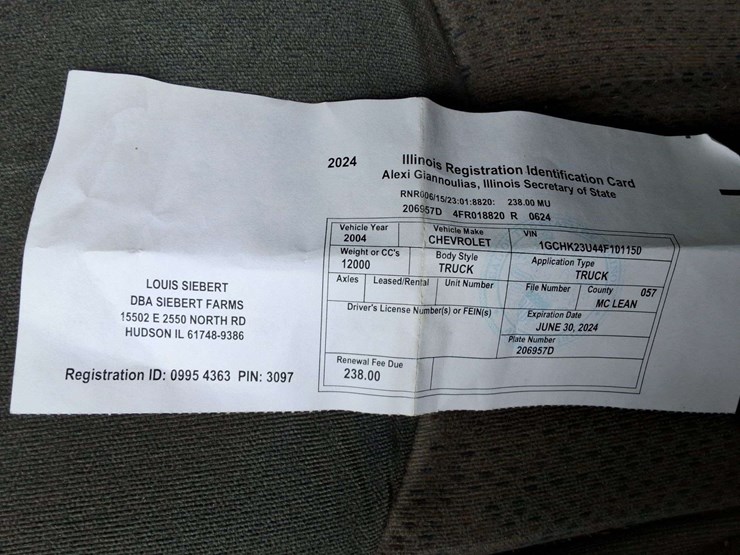 2024
Illinois Registration Identification Card
Alexi Giannoulias, Illinois Secretary of State
RNR006/15/23:01:8820: 238.00 MU
206957D 4FR018820 R 0624
Vehicle Year
2004
Vehicle Make
CHEVROLET
VIN
1GCHK23U44F101150
Weight or CC's
12000
Body Style
TRUCK
Application Type
TRUCK
Axles
Leased/Rental
Unit Number
File Number
County 057
MC LEAN
Driver's License Number(s) or FEIN(s)
Expiration Date
JUNE 30, 2024
Plate Number
206957D
Renewal Fee Due
238.00
LOUIS SIEBERT
DBA SIEBERT FARMS
15502 E 2550 NORTH RD
HUDSON IL 61748-9386
Registration ID: 0995 4363 PIN: 3097